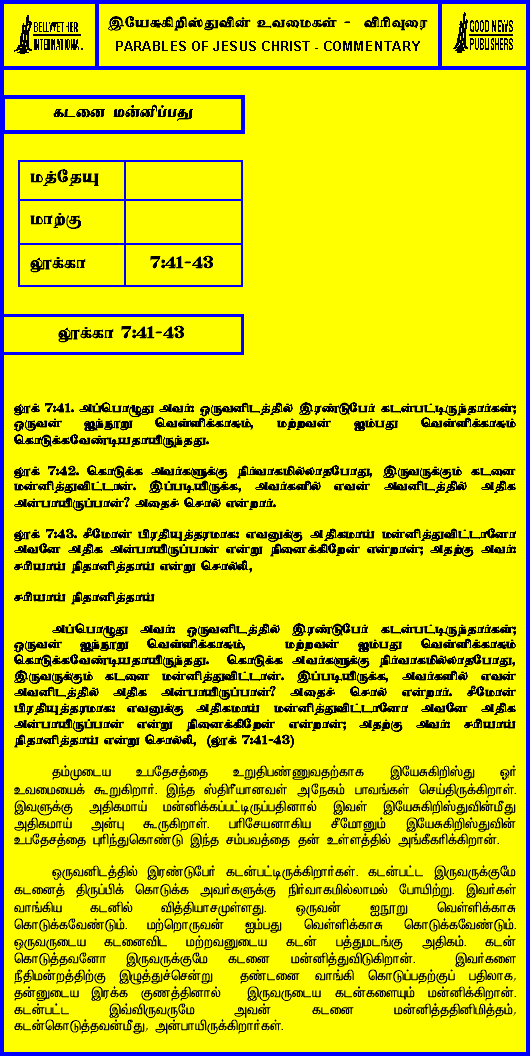 BELLWETHER
INTERNATIONAL
இயேசுகிறிஸ்துவின் உவமைகள் - விரிவுரை
PARABLES OF JESUS CHRIST - COMMENTARY
GOOD NEWS
PUBLISHERS
கடனை மன்னிப்பது
மத்தேயு
மாற்கு
லூக்கா 7:41-43
லூக்கா 7:41-43
லூக் 7:41. அப்பொழுது அவர்: ஒருவனிடத்தில் இரண்டுபேர் கடன்பட்டிருந்தார்கள்;
ஒருவன் ஐந்நூறு வெள்ளிக்காசும், மற்றவன் ஐம்பது வெள்ளிக்காசும்
கொடுக்கவேண்டியதாயிருந்தது.
லூக் 7:42. கொடுக்க அவர்களுக்கு நிர்வாகமில்லாதபோது, இருவருக்கும் கடனை
மன்னித்துவிட்டான். இப்படியிருக்க, அவர்களில் எவன் அவனிடத்தில் அதிக
அன்பாயிருப்பான்? அதைச் சொல் என்றார்.
லூக் 7:43. சீமோன் பிரதியுத்தரமாக: எவனுக்கு அதிகமாய் மன்னித்துவிட்டானோ
அவனே அதிக அன்பாயிருப்பான் என்று நினைக்கிறேன் என்றான்; அதற்கு அவர்:
சரியாய் நிதானித்தாய் என்று சொல்லி,
சரியாய் நிதானித்தாய்
அப்பொழுது அவர்: ஒருவனிடத்தில் இரண்டுபேர் கடன்பட்டிருந்தார்கள்;
ஒருவன் ஐந்நூறு வெள்ளிக்காசும், மற்றவன் ஐம்பது வெள்ளிக்காசும்
கொடுக்கவேண்டியதாயிருந்தது. கொடுக்க அவர்களுக்கு நிர்வாகமில்லாதபோது,
இருவருக்கும் கடனை மன்னித்துவிட்டான். இப்படியிருக்க, அவர்களில் எவன்
அவனிடத்தில் அதிக அன்பாயிருப்பான்? அதைச் சொல் என்றார். சீமோன்
பிரதியுத்தரமாக: எவனுக்கு அதிகமாய் மன்னித்துவிட்டானோ அவனே அதிக
அன்பாயிருப்பான் என்று நினைக்கிறேன் என்றான்; அதற்கு அவர்: சரியாய்
நிதானித்தாய் என்று சொல்லி, (லூக் 7:41-43)
தம்முடைய உபதேசத்தை உறுதிபண்ணுவதற்காக இயேசுகிறிஸ்து ஓர்
உவமையைக் கூறுகிறார். இந்த ஸ்திரீயானவள் அநேகம் பாவங்கள் செய்திருக்கிறாள்.
இவளுக்கு அதிகமாய் மன்னிக்கப்பட்டிருப்பதினால் இவள் இயேசுகிறிஸ்துவின்மீது
அதிகமாய் அன்பு கூருகிறாள். பரிசேயனாகிய சீமோனும் இயேசுகிறிஸ்துவின்
உபதேசத்தை புரிந்துகொண்டு இந்த சம்பவத்தை தன் உள்ளத்தில் அங்கீகரிக்கிறான்.
ஒருவனிடத்தில் இரண்டுபேர் கடன்பட்டிருக்கிறார்கள். கடன்பட்ட இருவருக்குமே
கடனைத் திருப்பிக் கொடுக்க அவர்களுக்கு நிர்வாகமில்லாமல் போயிற்று. இவர்கள்
வாங்கிய கடனில் வித்தியாசமுள்ளது. ஒருவன் ஐநூறு வெள்ளிக்காசு
கொடுக்கவேண்டும். மற்றொருவன் ஐம்பது வெள்ளிக்காசு கொடுக்கவேண்டும்.
ஒருவருடைய கடனைவிட மற்றவனுடைய கடன் பத்துமடங்கு அதிகம். கடன்
கொடுத்தவனோ இருவருக்குமே கடனை மன்னித்துவிடுகிறான். இவர்களை
நீதிமன்றத்திற்கு இழுத்துச்சென்று தண்டனை வாங்கி கொடுப்பதற்குப் பதிலாக,
தன்னுடைய இரக்க குணத்தினால் இருவருடைய கடன்களையும் மன்னிக்கிறான்.
கடன்பட்ட இவ்விருவருமே அவன் கடனை மன்னித்ததினிமித்தம்,
கடன்கொடுத்தவன்மீது, அன்பாயிருக்கிறார்கள்.